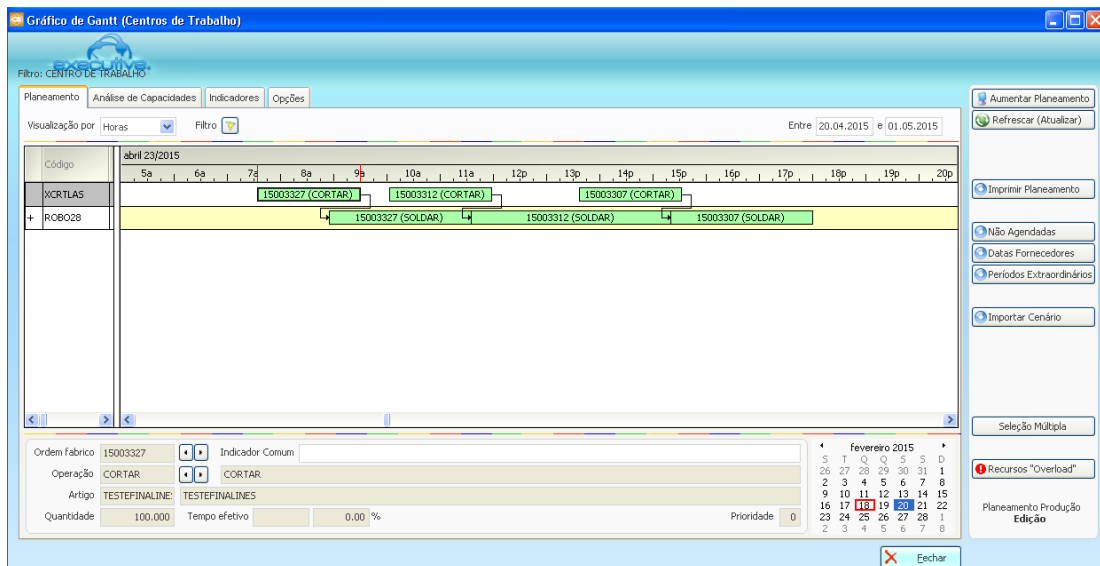 Gráfico de Gantt (Centros de Trabalho)
executive.
Filtro: CENTRO DE TRABALHO
Planeamento Análise de Capacidades Indicadores Opções
Visualização por Horas Filtro Entre 20.04.2015 e 01.05.2015
Código abril 23/2015
5a 6a 7a 8a 9a 10a 11a 12p 13p 14p 15p 16p 17p 18p 19p 20p
XCRTLAS 15003327 (CORTAR) 15003312 (CORTAR) 15003307 (CORTAR)
+ ROBO28 15003327 (SOLDAR) 15003312 (SOLDAR) 15003307 (SOLDAR)
Aumentar Planeamento
Refrescar (Atualizar)
Imprimir Planeamento
Não Agendadas
Datas Fornecedores
Períodos Extraordinários
Importar Cenário
Seleção Múltipla
Recursos "Overload"
Planeamento Produção
Edição
Ordem fabrico 15003327 Indicador Comum
Operação CORTAR CORTAR
Artigo TESTEFINALINE: TESTEFINALINES
Quantidade 100.000 Tempo efetivo 0.00 % Prioridade 0
fevereiro 2015
S T Q Q S S D
26 27 28 29 30 31 1
2 3 4 5 6 7 8
9 10 11 12 13 14 15
16 17 18 19 20 21 22
23 24 25 26 27 28 1
2 3 4 5 6 7 8
Fechar